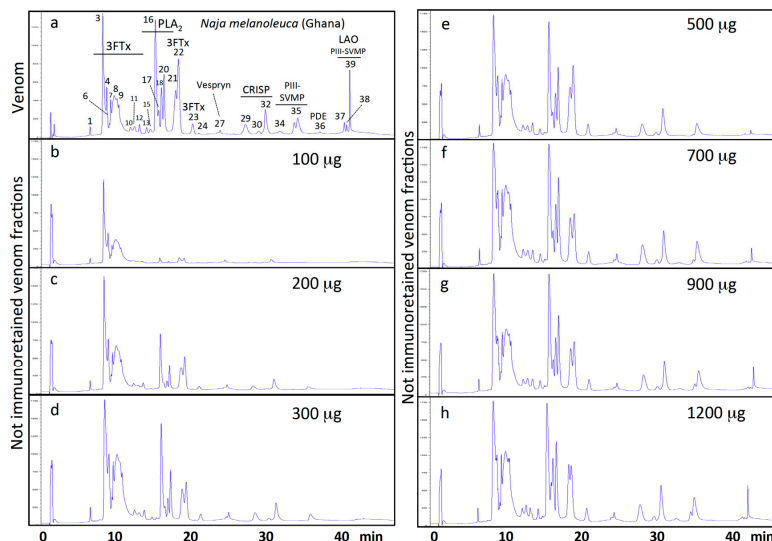 a
3
16
PLA2
Naja melanoleuca (Ghana)
3FTx
3FTx
22
LAO
PIII-SVMP
39
4
8
7
9
6
17
18
20
21
Vespryn
CRISP
32
PIII-
SVMP
35
1
10
11
12
13
15
3FTx
23
24
27
29
30
34
PDE
36
37
38
Venom
b
100 µg
c
200 µg
d
300 µg
Not immunoretained venom fractions
0
10
20
30
40
min
e
500 µg
f
700 µg
g
900 µg
h
1200 µg
Not immunoretained venom fractions
0
10
20
30
40
min